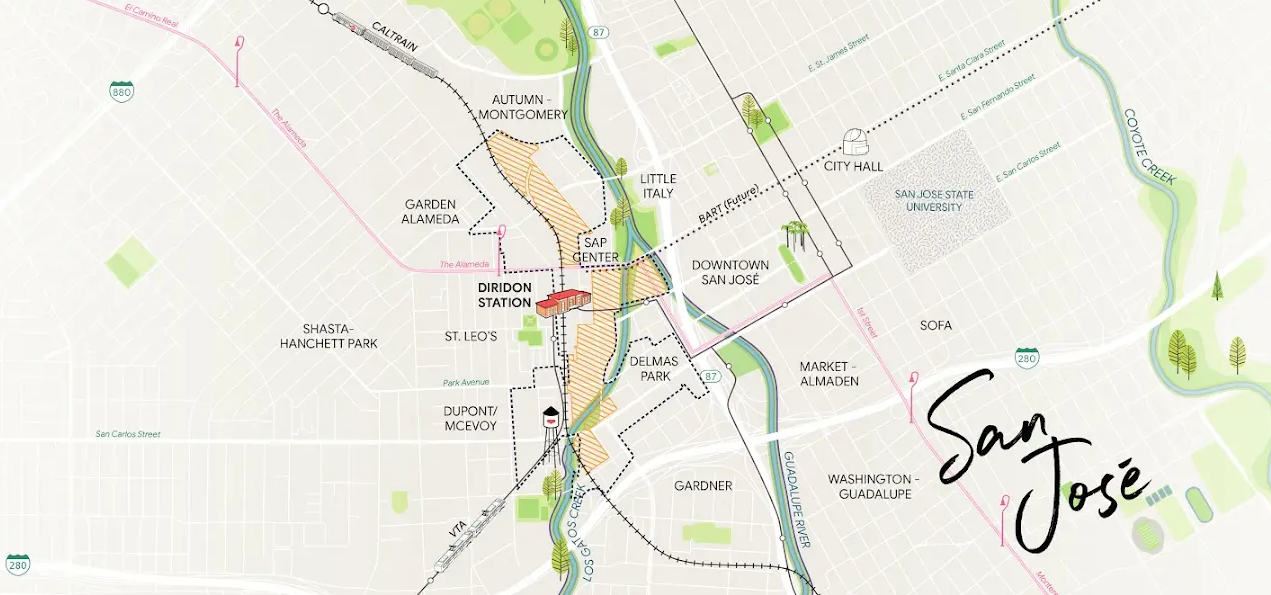 El Camino Real
CALTRAIN
87
880
The Alameda
AUTUMN -
MONTGOMERY
E. St. James Street
E. Santa Clara Street
E. San Fernando Street
E. San Carlos Street
COYOTE CREEK
CITY HALL
LITTLE
ITALY
SAN JOSE STATE
UNIVERSITY
BART (Future)
GARDEN
ALAMEDA
SAP
CENTER
The Alameda
DOWNTOWN
SAN JOSÉ
DIRIDON
STATION
SHASTA-
HANCHETT PARK
ST. LEO'S
1st Street
SOFA
280
DELMAS
PARK
87
MARKET -
ALMADEN
Park Avenue
DUPONT/
MCEVOY
San Carlos Street
San
José
GARDNER
GUADALUPE RIVER
WASHINGTON -
GUADALUPE
LOS GATOS CREEK
VTA
280